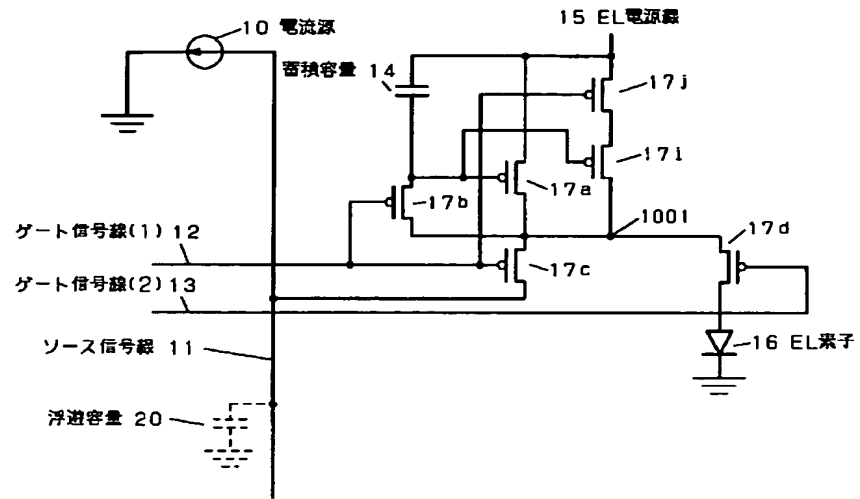 10 電流源
15 EL電源線
蓄積容量 14
17j
17i
17b
17a
1001
17d
ゲート信号線(1) 12
17c
ゲート信号線(2) 13
ソース信号線 11
16 EL素子
浮遊容量 20